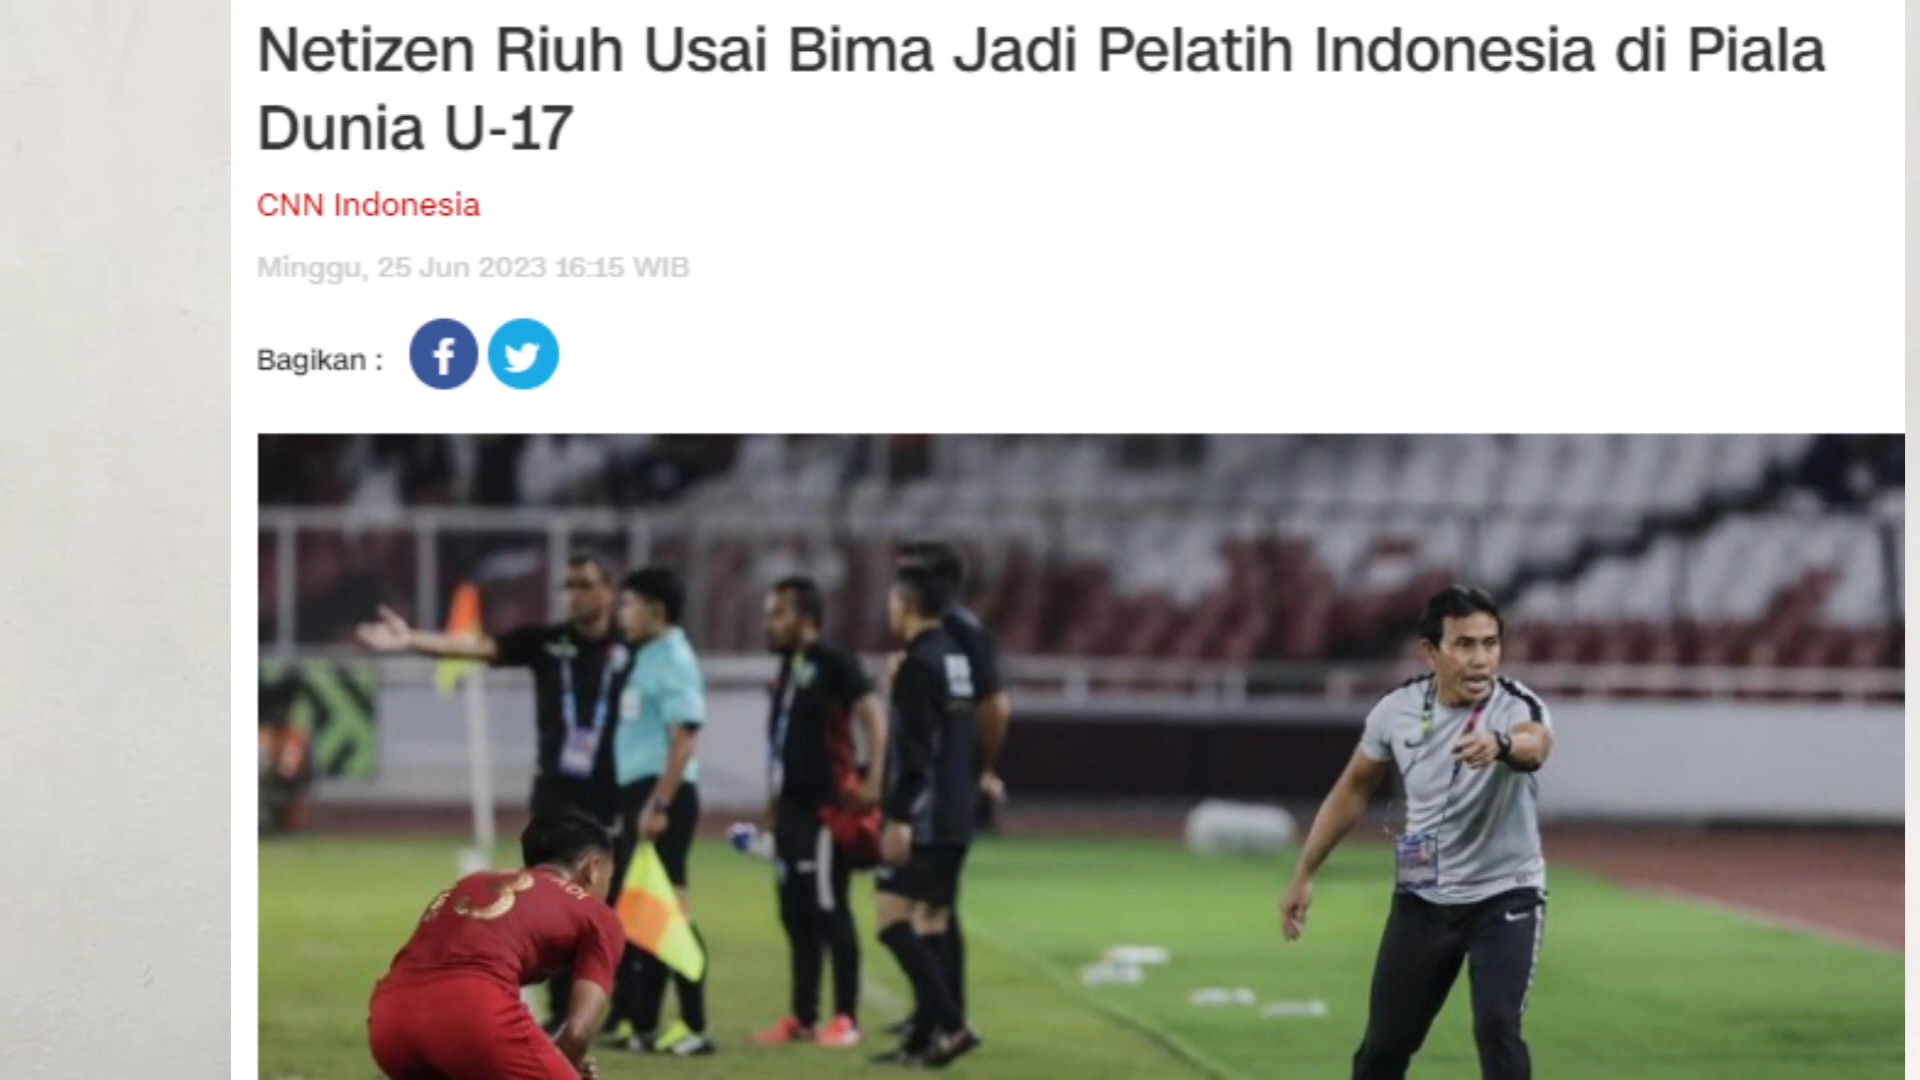 Netizen Riuh Usai Bima Jadi Pelatih Indonesia di Piala
Dunia U-17
CNN Indonesia
Minggu, 25 Jun 2023 16:15 WIB
Bagikan :
3